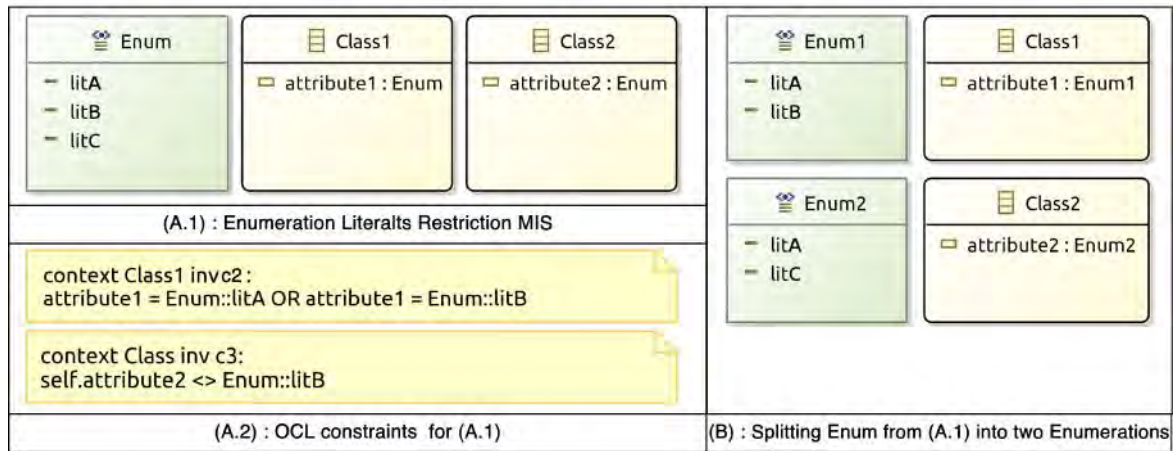 Enum
litA
litB
litC
Class1
attribute1 : Enum
Class2
attribute2 : Enum
(A.1) : Enumeration Literalts Restriction MIS
context Class1 invc2 :
attribute1 = Enum::litA OR attribute1 = Enum::litB
context Class inv c3:
self.attribute2 <> Enum::litB
(A.2) : OCL constraints for (A.1)
Enum1
litA
litB
Class1
attribute1 : Enum1
Enum2
litA
litC
Class2
attribute2 : Enum2
(B) : Splitting Enum from (A.1) into two Enumerations